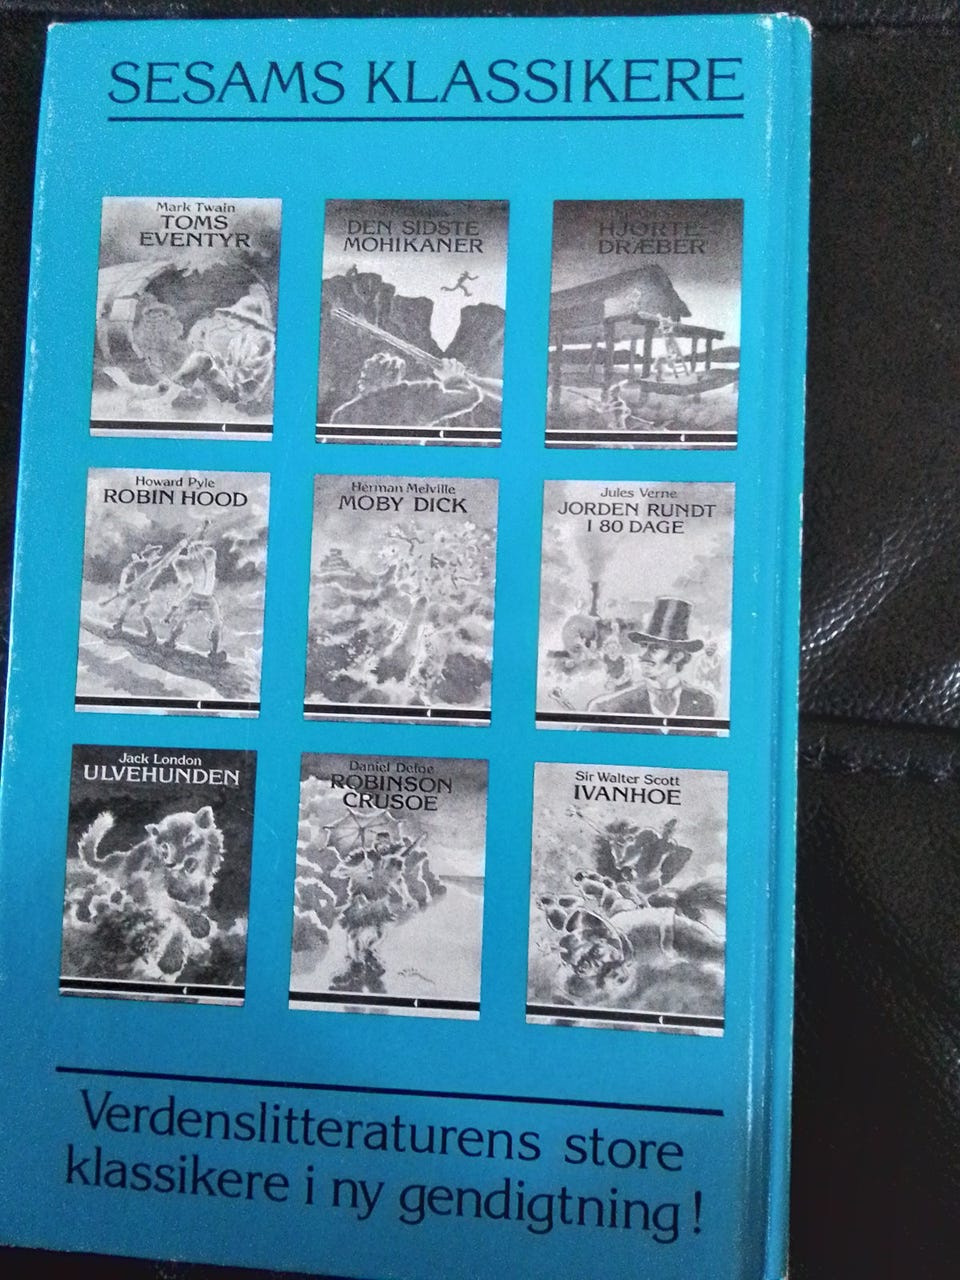 SESAMS KLASSIKERE
Mark Twain
TOMS
EVENTYR
DEN SIDSTE
MOHIKANER
HJORTE-
DRÆBER
Howard Pyle
ROBIN HOOD
Herman Melville
MOBY DICK
Jules Verne
JORDEN RUNDT
I 80 DAGE
Jack London
ULVEHUNDEN
Daniel Defoe
ROBINSON
CRUSOE
Sir Walter Scott
IVANHOE
Verdenslitteraturens store
klassikere i ny gendigtning!